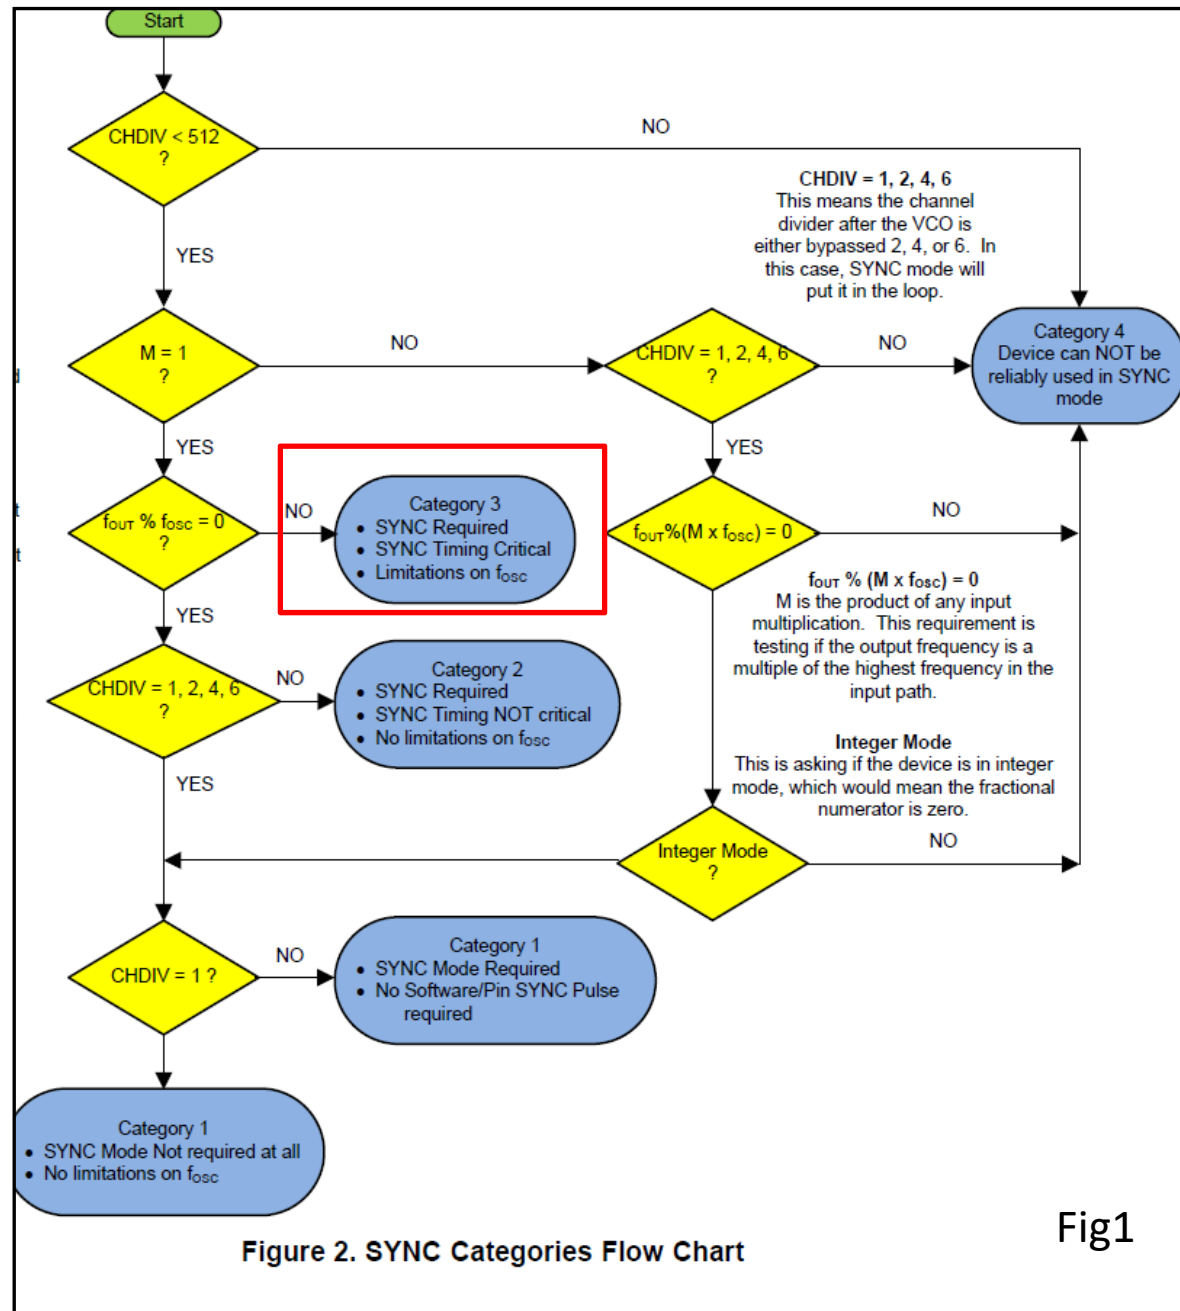 Start
CHDIV < 512
?
NO
YES
CHDIV = 1, 2, 4, 6
This means the channel
divider after the VCO is
either bypassed 2, 4, or 6. In
this case, SYNC mode will
put it in the loop.
M = 1
?
NO
CHDIV = 1, 2, 4, 6
?
NO
Category 4
Device can NOT be
reliably used in SYNC
mode
d
YES
YES
fOUT % fOSC = 0
?
NO
Category 3
• SYNC Required
• SYNC Timing Critical
• Limitations on fOSC
fOUT%(M x fOSC) = 0
NO
t
t
YES
fOUT % (M x fOSC) = 0
M is the product of any input
multiplication. This requirement is
testing if the output frequency is a
multiple of the highest frequency in the
input path.
CHDIV = 1, 2, 4, 6
?
NO
Category 2
• SYNC Required
• SYNC Timing NOT critical
• No limitations on fOSC
YES
Integer Mode
This is asking if the device is in integer
mode, which would mean the fractional
numerator is zero.
Integer Mode
?
NO
CHDIV = 1 ?
NO
Category 1
• SYNC Mode Required
• No Software/Pin SYNC Pulse
required
Category 1
• SYNC Mode Not required at all
• No limitations on fOSC
Fig1
Figure 2. SYNC Categories Flow Chart